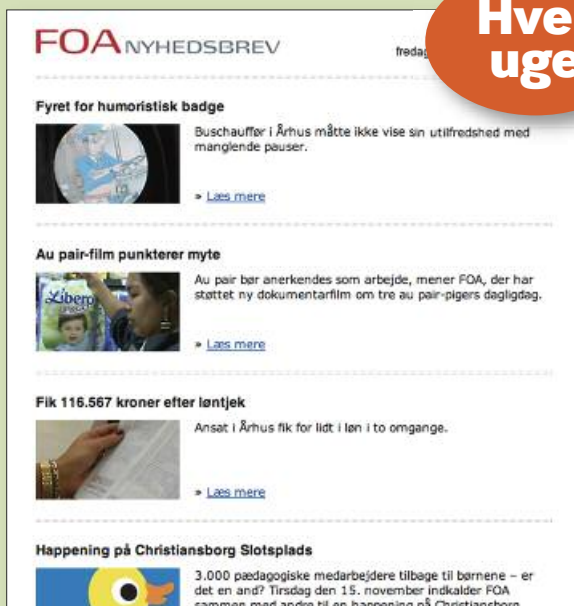 Hve
uge
FOA NYHEDSBREV
fredag
Fyret for humoristisk badge
Buschauffør i Århus måtte ikke vise sin utilfredshed med
manglende pauser.
» Læs mere
Au pair-film punkterer myte
Libero
Au pair bør anerkendes som arbejde, mener FOA, der har
støttet ny dokumentarfilm om tre au pair-pigers dagligdag.
» Læs mere
Fik 116.567 kroner efter løntjek
Ansat i Århus fik for lidt i løn i to omgange.
» Læs mere
Happening på Christiansborg Slotsplads
3.000 pædagogiske medarbejdere tilbage til børnene – er
det en and? Tirsdag den 15. november indkalder FOA
sammen med andre til en happening på Christiansborg